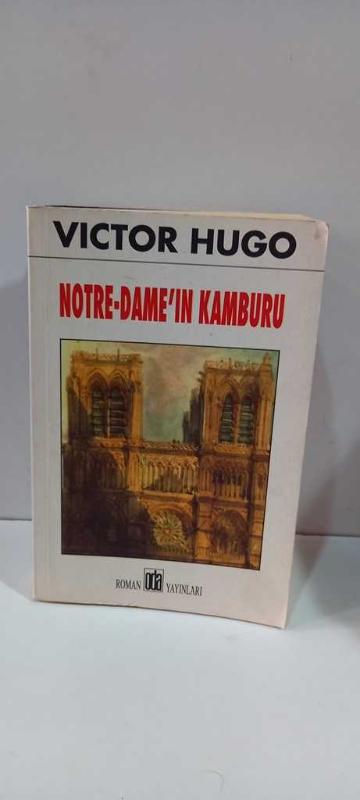 VICTOR HUGO
NOTRE-DAME'IN KAMBURU
ROMAN oda YAYINLARI